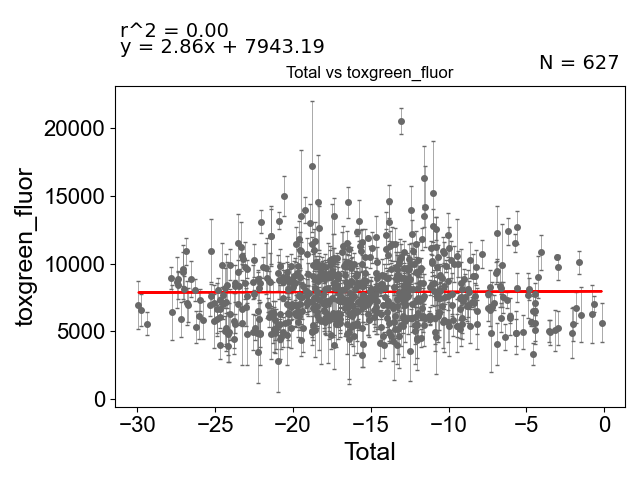 r^2 = 0.00
y = 2.86x + 7943.19
N = 627
Total vs toxgreen_fluor
20000
15000
10000
5000
0
toxgreen_fluor
−30 −25 −20 −15 −10 −5 0
Total